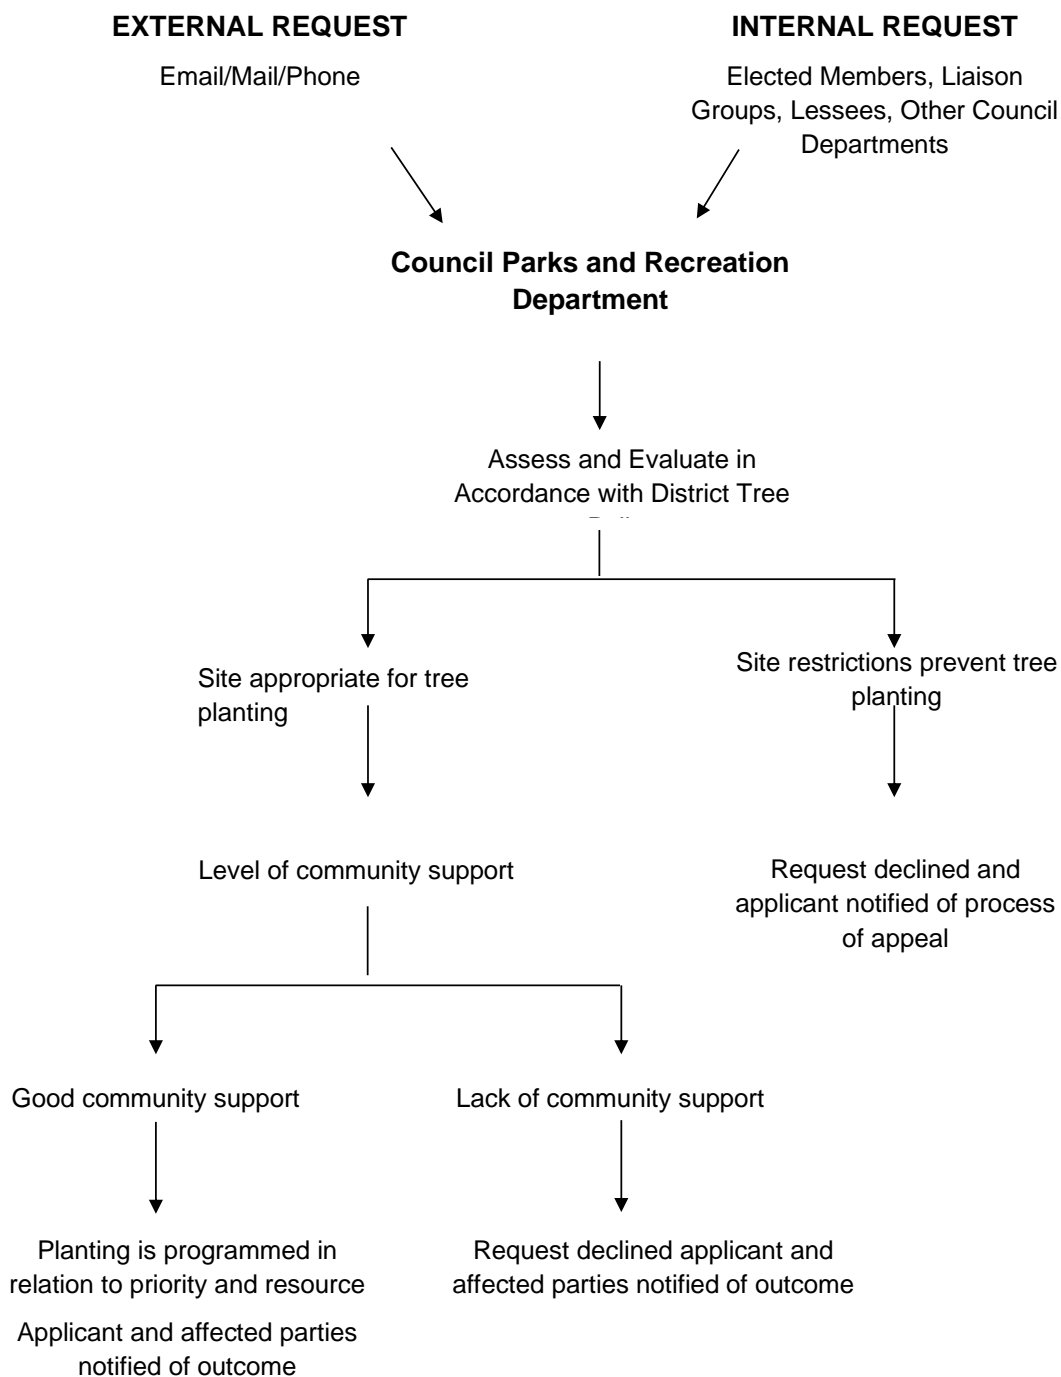 EXTERNAL REQUEST
Email/Mail/Phone
INTERNAL REQUEST
Elected Members, Liaison
Groups, Lessees, Other Council
Departments
Council Parks and Recreation
Department
Assess and Evaluate in
Accordance with District Tree
Site appropriate for tree
planting
Site restrictions prevent tree
planting
Level of community support
Request declined and
applicant notified of process
of appeal
Good community support
Lack of community support
Planting is programmed in
relation to priority and resource
Applicant and affected parties
notified of outcome
Request declined applicant and
affected parties notified of outcome